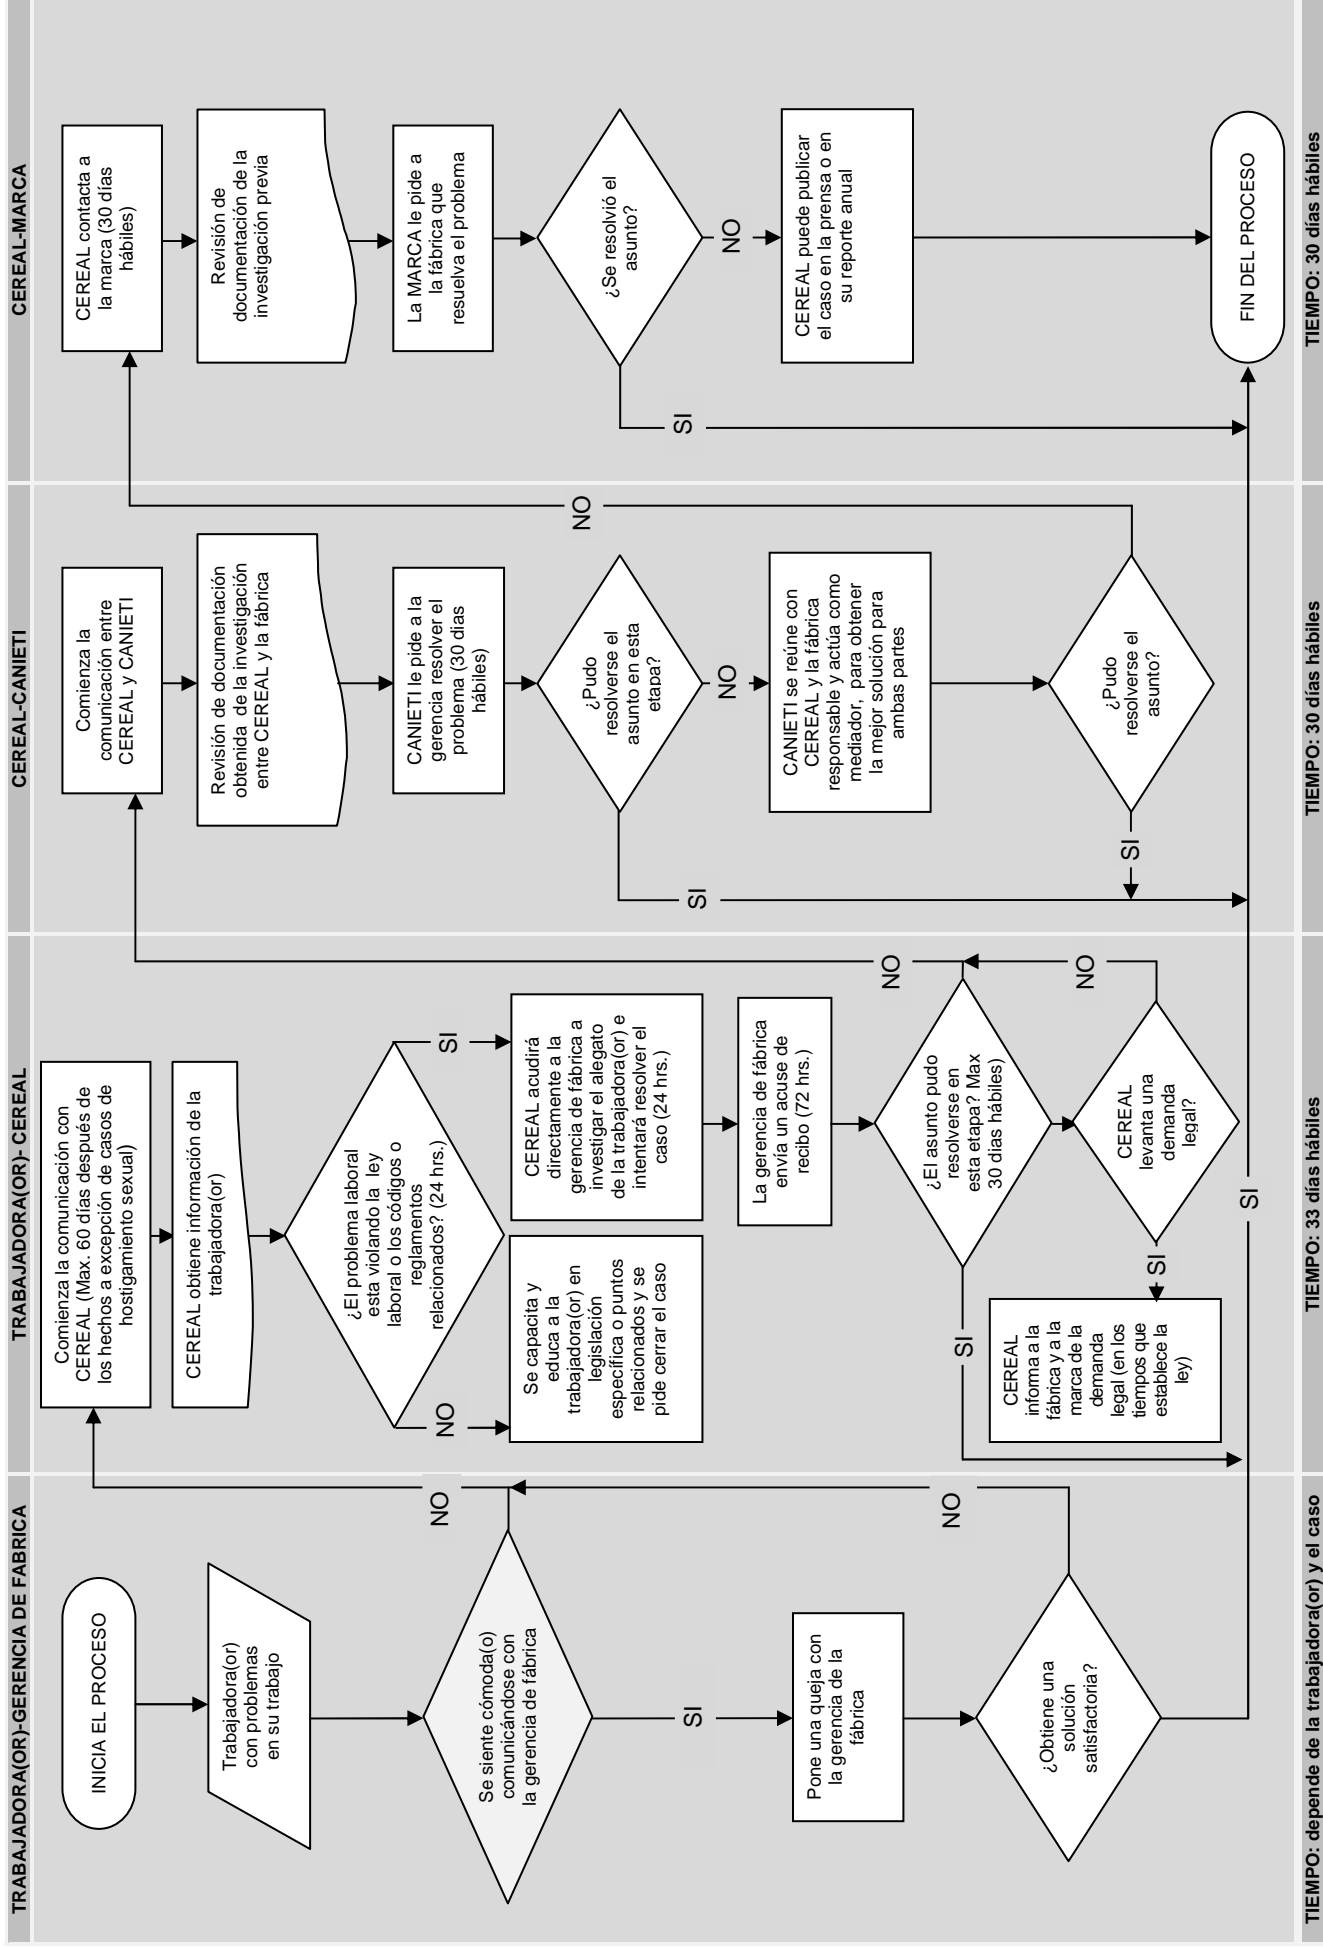 TRABAJADORA(OR)-GERENCIA DE FABRICA
INICIA EL PROCESO
Trabajadora(or)
con problemas
en su trabajo
Se siente cómoda(o)
comunicándose con
la gerencia de fábrica
NO
SI
Pone una queja con
la gerencia de la
fábrica
¿Obtiene una
solución
satisfactoria?
NO
SI
TIEMPO: depende de la trabajadora(or) y el caso
TRABAJADORA(OR)- CEREAL
Comienza la comunicación con
CEREAL (Max. 60 días después de
los hechos a excepción de casos de
hostigamiento sexual)
CEREAL obtiene información de la
trabajadora(or)
¿El problema laboral
esta violando la ley
laboral o los códigos o
reglamentos
relacionados? (24 hrs.)
NO
SI
Se capacita y
educa a la
trabajadora(or) en
legislación
específica o puntos
relacionados y se
pide cerrar el caso
CEREAL acudirá
directamente a la
gerencia de fábrica a
investigar el alegato
de la trabajadora(or) e
intentará resolver el
caso (24 hrs.)
La gerencia de fábrica
envía un acuse de
recibo (72 hrs.)
¿El asunto pudo
resolverse en
esta etapa? Max
30 dias hábiles)
SI
NO
CEREAL
levanta una
demanda
legal?
SI
NO
CEREAL
informa a la
fábrica y a la
marca de la
demanda
legal (en los
tiempos que
establece la
ley)
TIEMPO: 33 días hábiles
CEREAL-CANIETI
Comienza la
comunicación entre
CEREAL y CANIETI
Revisión de documentación
obtenida  de la investigación
entre CEREAL y la fábrica
CANIETI le pide a la
gerencia resolver el
problema (30 dias
hábiles)
¿Pudo
resolverse el
asunto en esta
etapa?
SI
NO
CANIETI se reúne con
CEREAL y la fábrica
responsable y actúa como
mediador,  para obtener
la mejor solución para
ambas partes
¿Pudo
resolverse el
asunto?
SI
NO
TIEMPO: 30 días hábiles
CEREAL-MARCA
CEREAL contacta a
la marca (30 días
hábiles)
Revisión de
documentación de la
investigación previa
La MARCA le pide a
la fábrica que
resuelva el problema
¿Se resolvió el
asunto?
SI
NO
CEREAL puede publicar
el caso en la prensa o en
su reporte anual
FIN DEL PROCESO
TIEMPO: 30 días hábiles